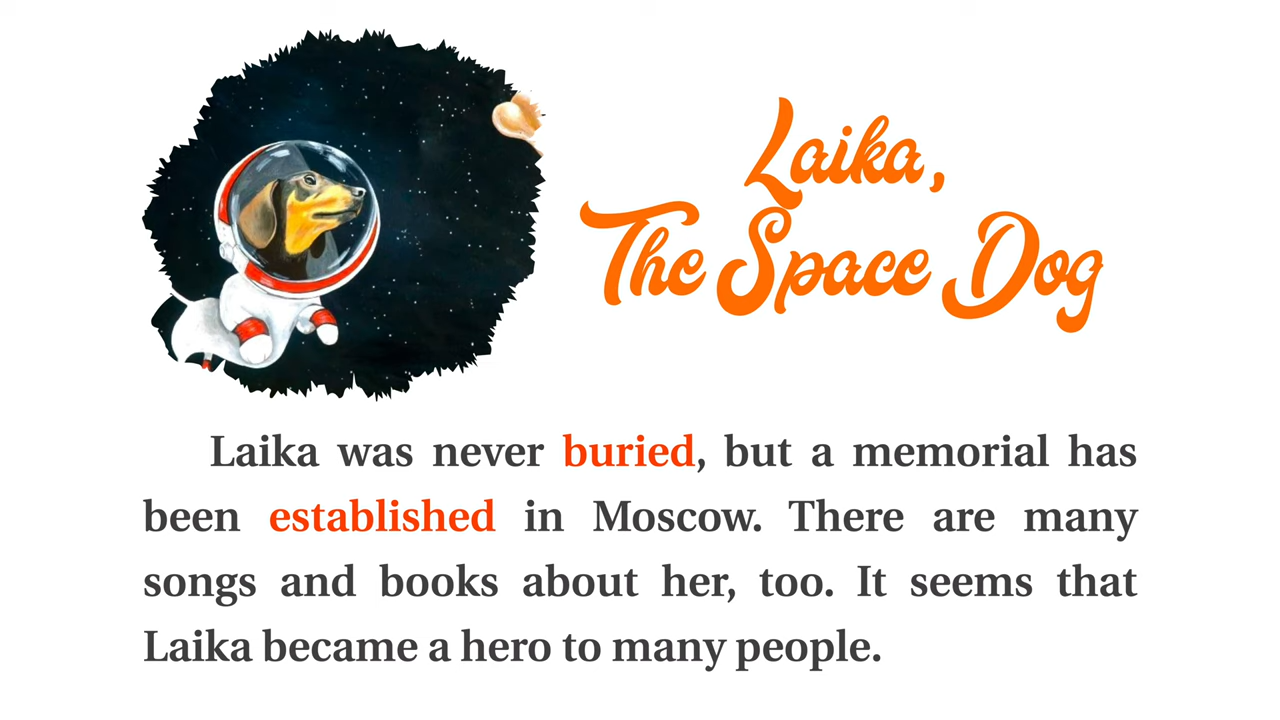 Laika,
The Space Dog
Laika was never buried, but a memorial has
been established in Moscow. There are many
songs and books about her, too. It seems that
Laika became a hero to many people.